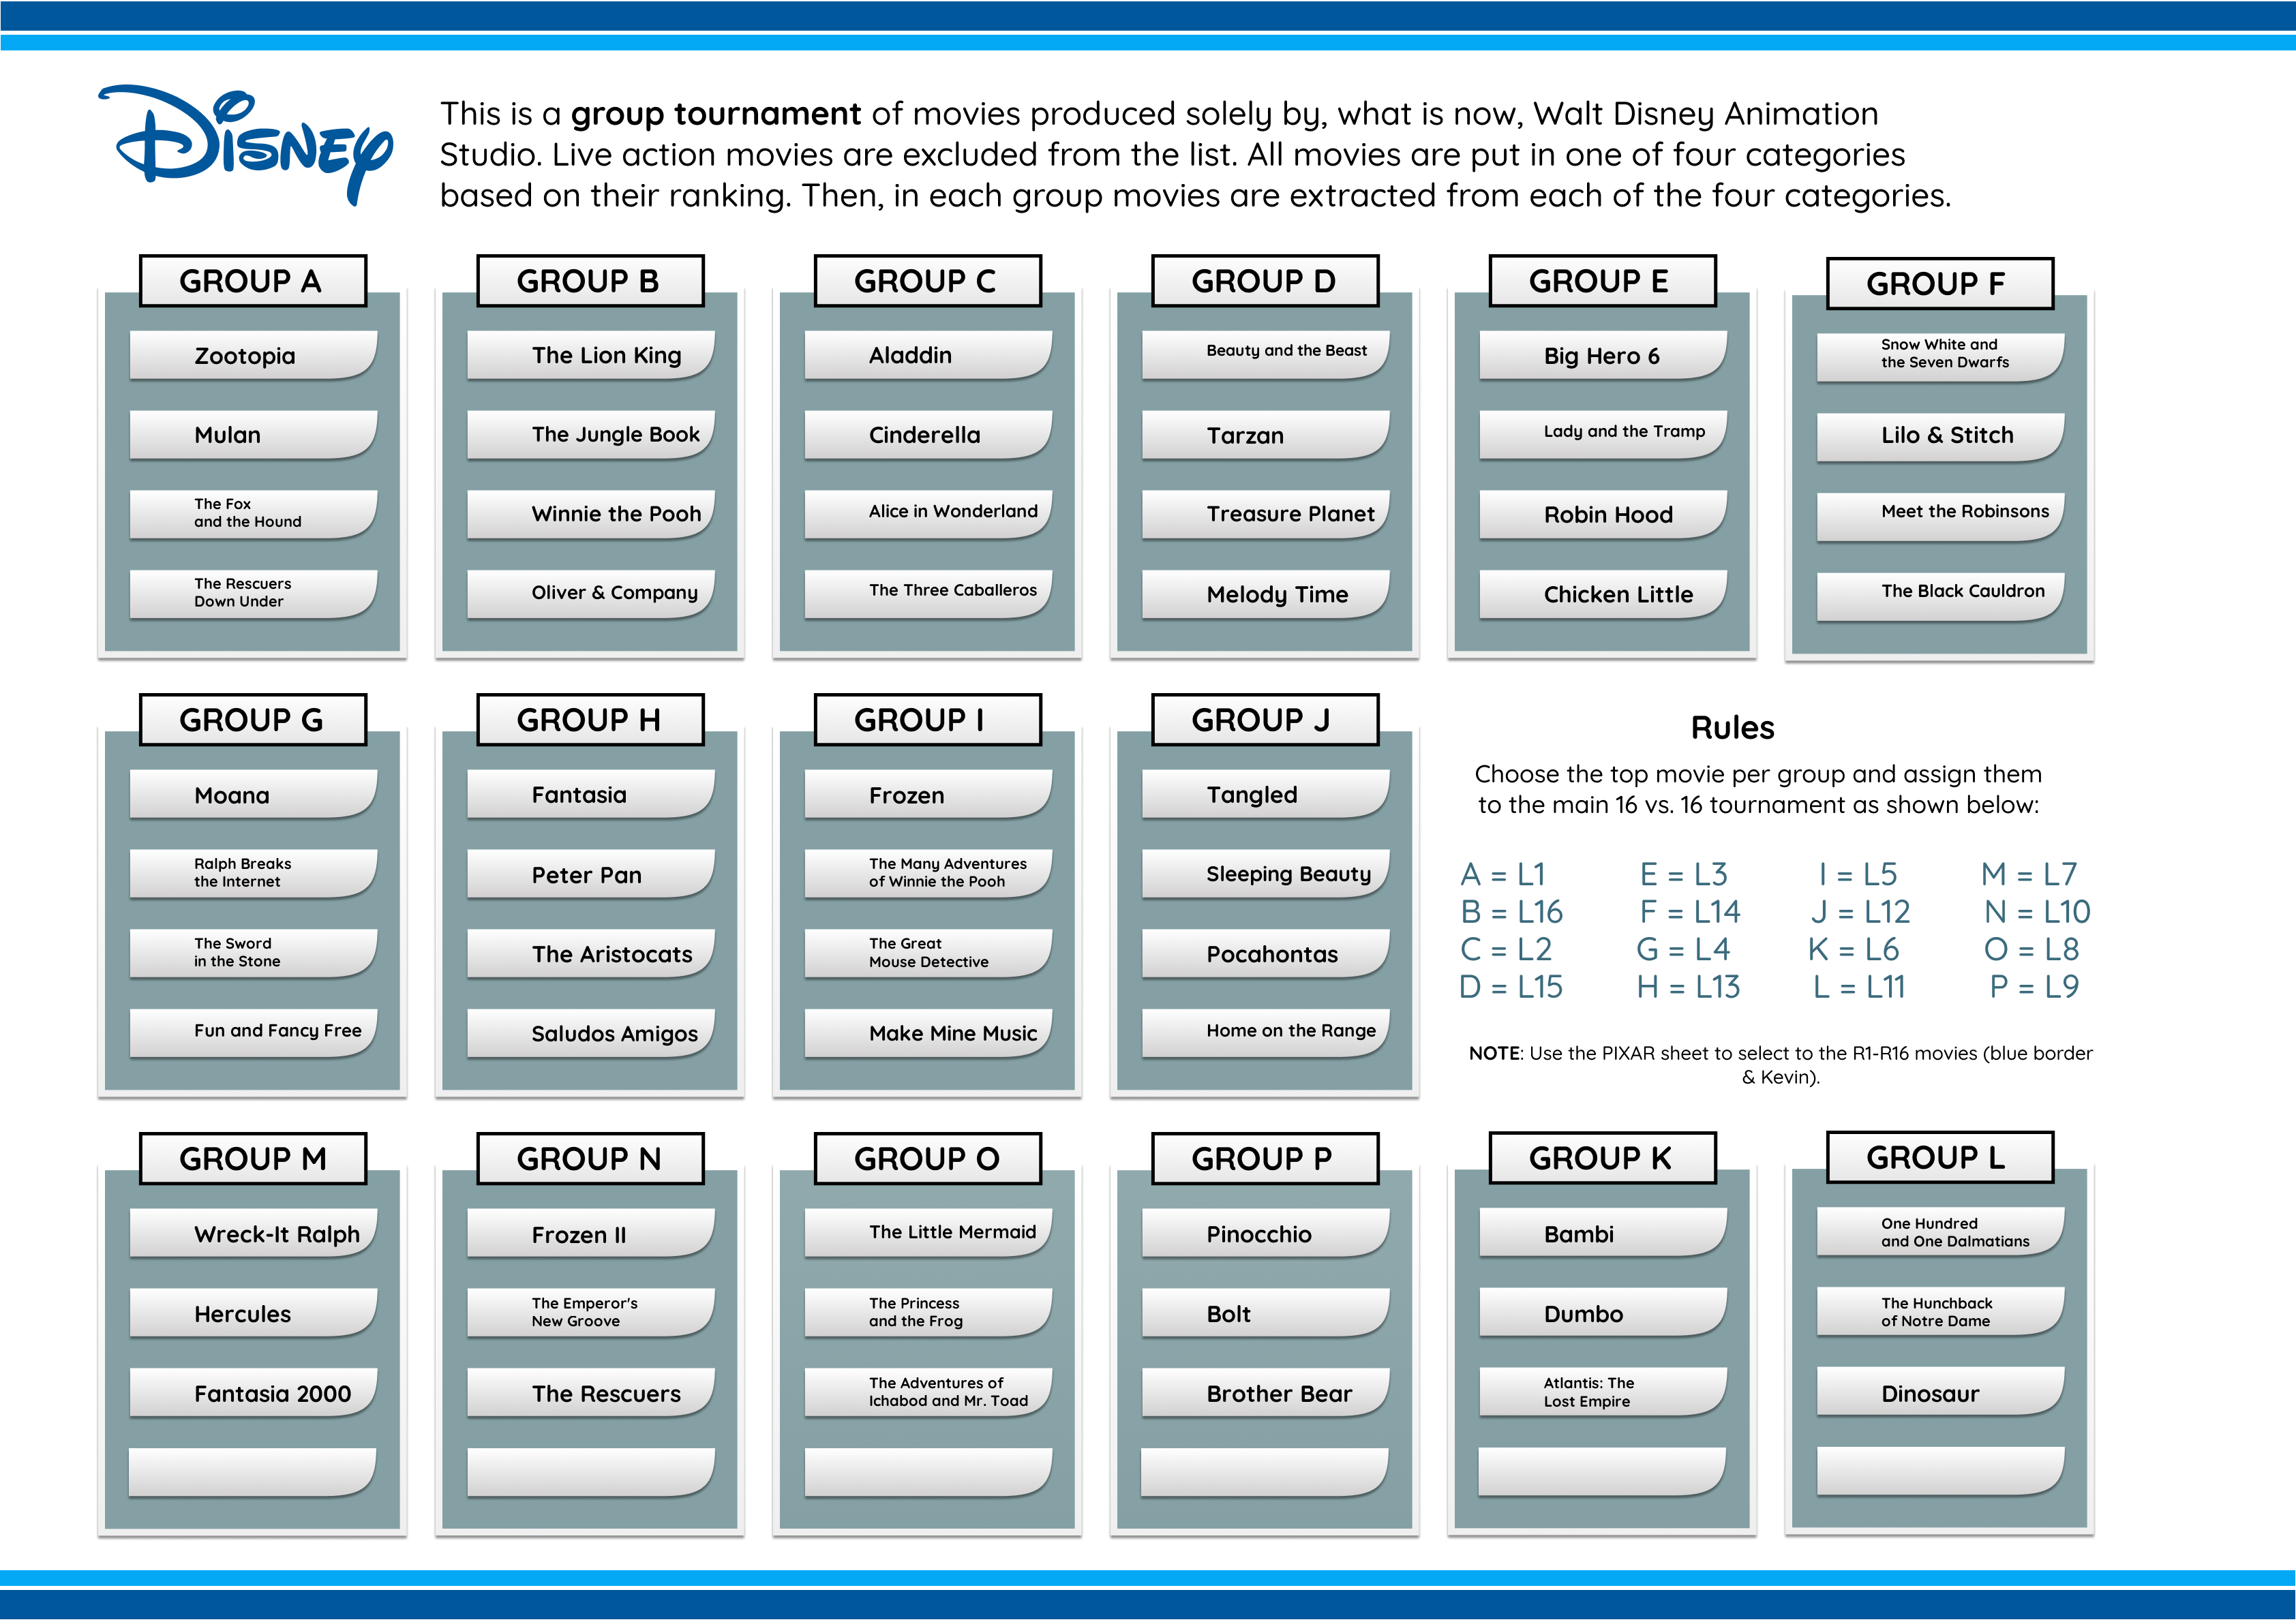 Disney
This is a group tournament of movies produced solely by, what is now, Walt Disney Animation
Studio. Live action movies are excluded from the list. All movies are put in one of four categories
based on their ranking. Then, in each group movies are extracted from each of the four categories.
GROUP A
Zootopia
Mulan
The Fox
and the Hound
The Rescuers
Down Under
GROUP B
The Lion King
The Jungle Book
Winnie the Pooh
Oliver & Company
GROUP C
Aladdin
Cinderella
Alice in Wonderland
The Three Caballeros
GROUP D
Beauty and the Beast
Tarzan
Treasure Planet
Melody Time
GROUP E
Big Hero 6
Lady and the Tramp
Robin Hood
Chicken Little
GROUP F
Snow White and
the Seven Dwarfs
Lilo & Stitch
Meet the Robinsons
The Black Cauldron
GROUP G
Moana
Ralph Breaks
the Internet
The Sword
in the Stone
Fun and Fancy Free
GROUP H
Fantasia
Peter Pan
The Aristocats
Saludos Amigos
GROUP I
Frozen
The Many Adventures
of Winnie the Pooh
The Great
Mouse Detective
Make Mine Music
GROUP J
Tangled
Sleeping Beauty
Pocahontas
Home on the Range
Rules
Choose the top movie per group and assign them
to the main 16 vs. 16 tournament as shown below:
A = L1 E = L3 I = L5 M = L7
B = L16 F = L14 J = L12 N = L10
C = L2 G = L4 K = L6 O = L8
D = L15 H = L13 L = L11 P = L9
NOTE: Use the PIXAR sheet to select to the R1-R16 movies (blue border
& Kevin).
GROUP M
Wreck-It Ralph
Hercules
Fantasia 2000
GROUP N
Frozen II
The Emperor's
New Groove
The Rescuers
GROUP O
The Little Mermaid
The Princess
and the Frog
The Adventures of
Ichabod and Mr. Toad
GROUP P
Pinocchio
Bolt
Brother Bear
GROUP K
Bambi
Dumbo
Atlantis: The
Lost Empire
GROUP L
One Hundred
and One Dalmatians
The Hunchback
of Notre Dame
Dinosaur